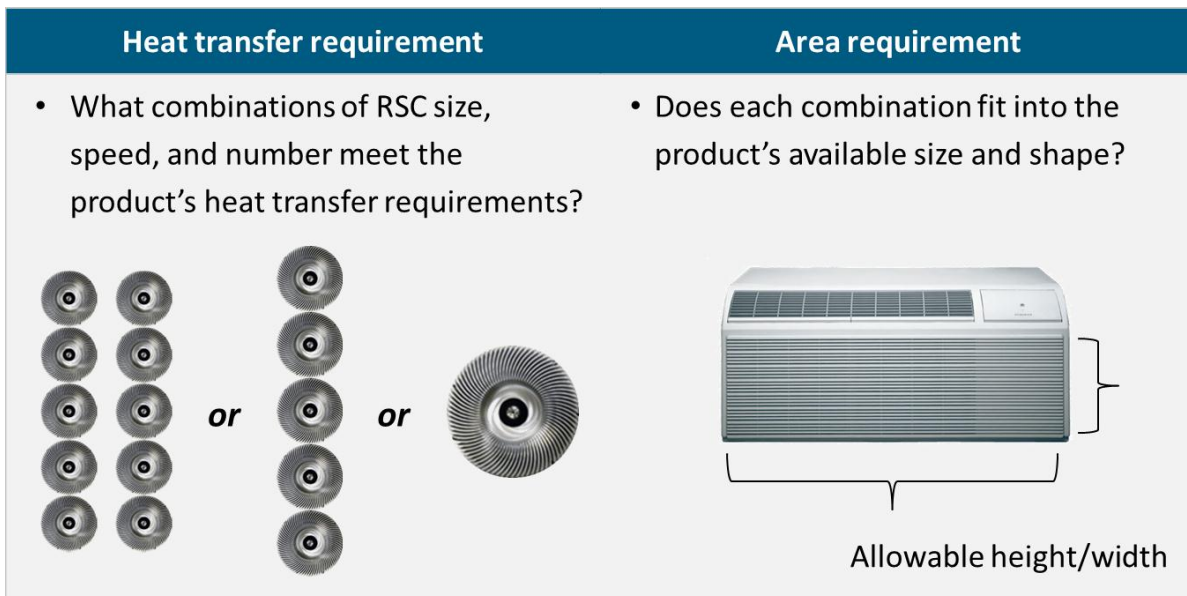 Heat transfer requirement
Area requirement
• What combinations of RSC size,
speed, and number meet the
product's heat transfer requirements?
• Does each combination fit into the
product's available size and shape?
or
or
Allowable height/width